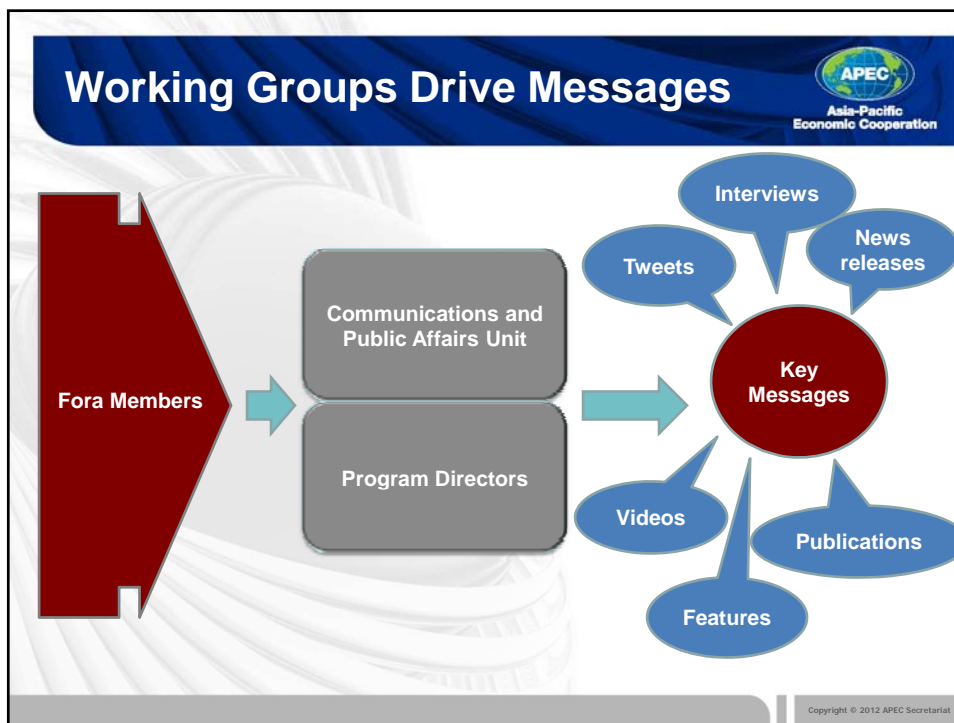 Working Groups Drive Messages
APEC
Asia-Pacific
Economic Cooperation
Fora Members
Communications and
Public Affairs Unit
Program Directors
Interviews
News
releases
Tweets
Key
Messages
Videos
Publications
Features
Copyright © 2012 APEC Secretariat